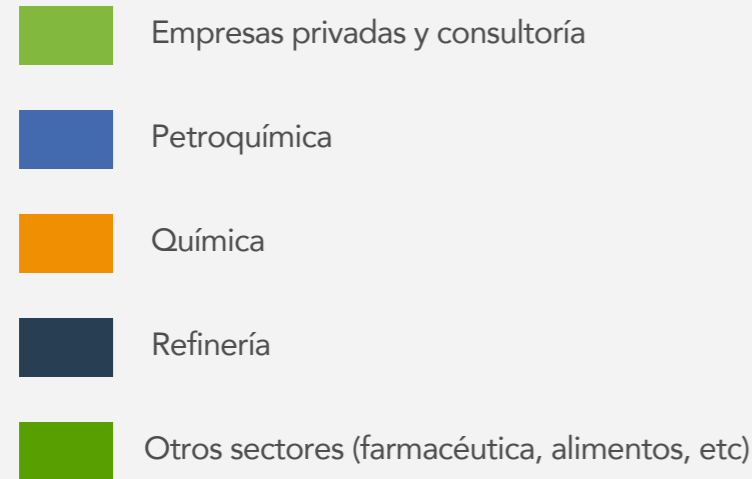 Empresas privadas y consultoría
Petroquímica
Química
Refinería
Otros sectores (farmacéutica, alimentos, etc)